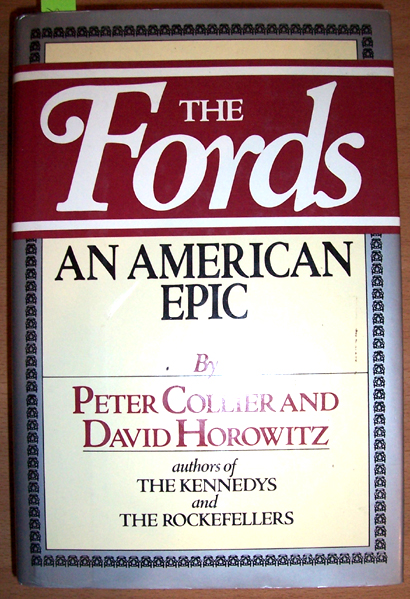 THE
Fords
AN AMERICAN
EPIC
By
PETER COLLIER AND
DAVID HOROWITZ
authors of
THE KENNEDYS
and
THE ROCKEFELLERS